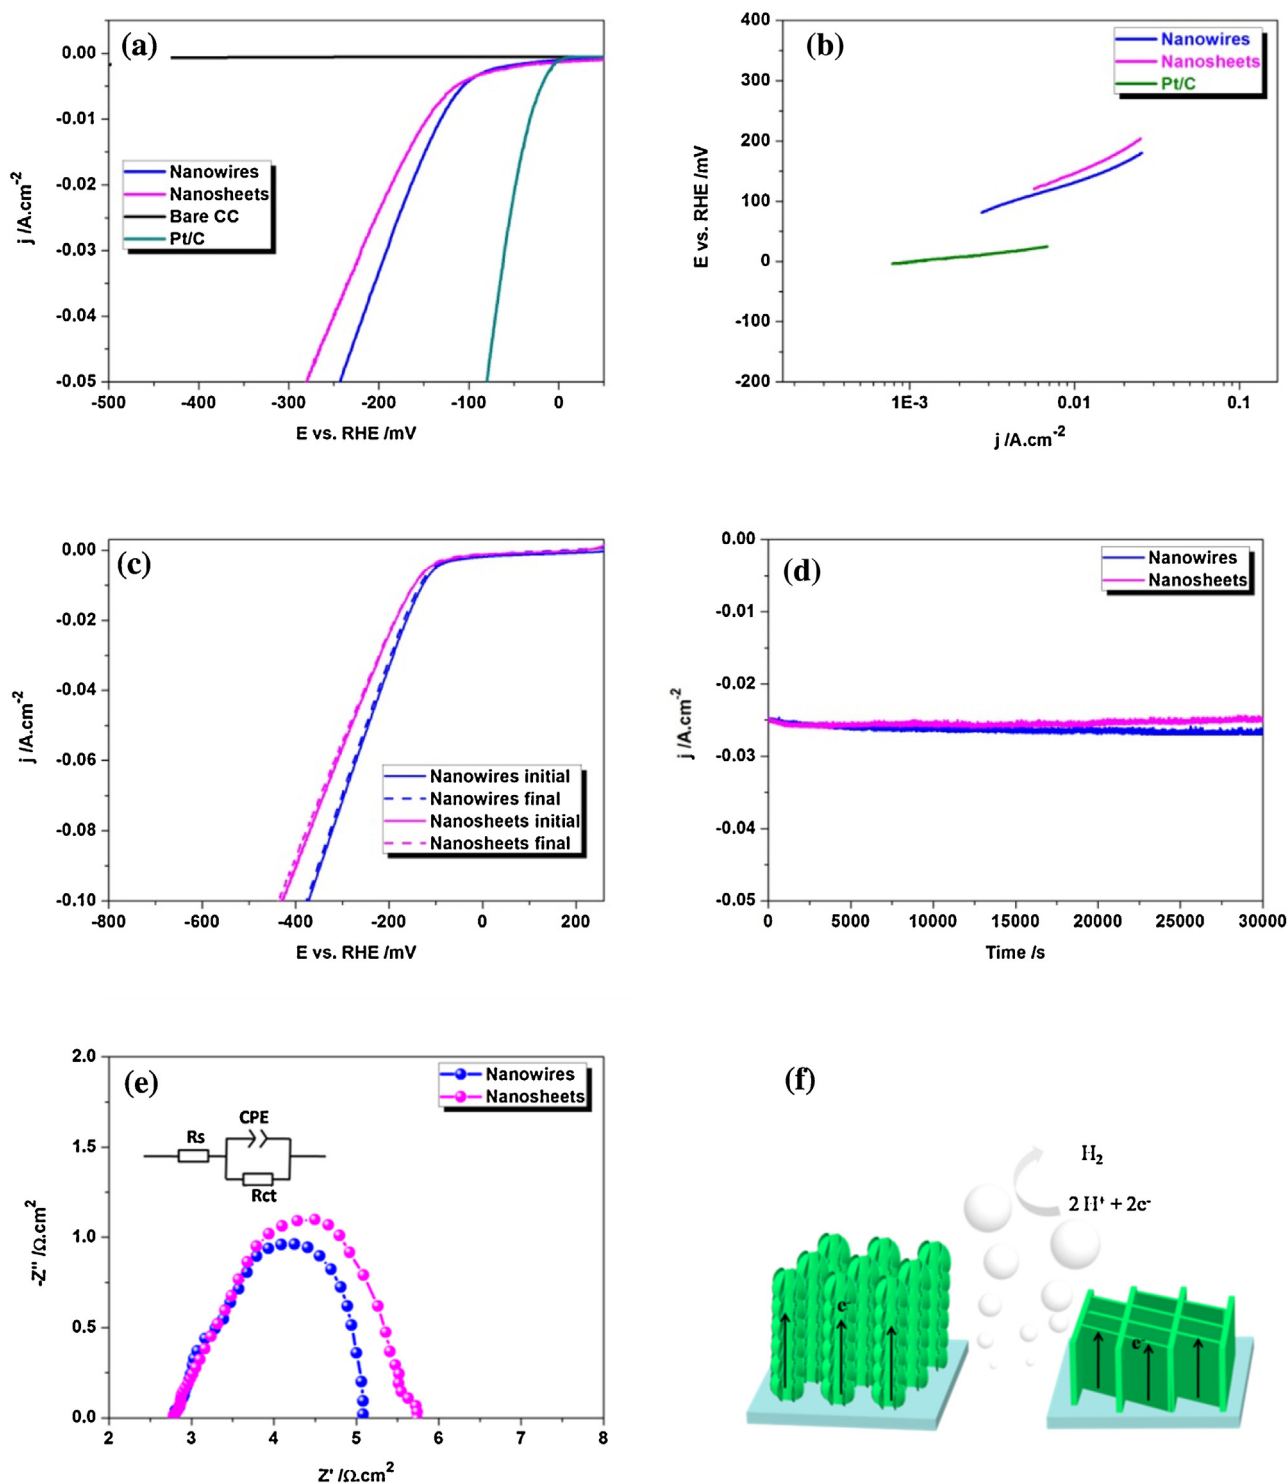 (a)
0.00
-0.01
-0.02
-0.03
-0.04
-0.05
j /A.cm-2
Nanowires
Nanosheets
Bare CC
Pt/C
-500
-400
-300
-200
-100
0
E vs. RHE /mV
(b)
400
300
200
100
0
-100
-200
E vs. RHE /mV
Nanowires
Nanosheets
Pt/C
1E-3
0.01
0.1
j /A.cm-2
(c)
0.00
-0.02
-0.04
-0.06
-0.08
-0.10
j /A.cm-2
Nanowires initial
Nanowires final
Nanosheets initial
Nanosheets final
-800
-600
-400
-200
0
200
E vs. RHE /mV
(d)
0.00
-0.01
-0.02
-0.03
-0.04
-0.05
j /A.cm-2
Nanowires
Nanosheets
0
5000
10000
15000
20000
25000
30000
Time /s
(e)
2.0
1.5
1.0
0.5
0.0
-Z'' /Ω.cm2
Nanowires
Nanosheets
CPE
Rs
Rct
2
3
4
5
6
7
8
Z' /Ω.cm2
(f)
H2
2 H+ + 2e-
e-
e-